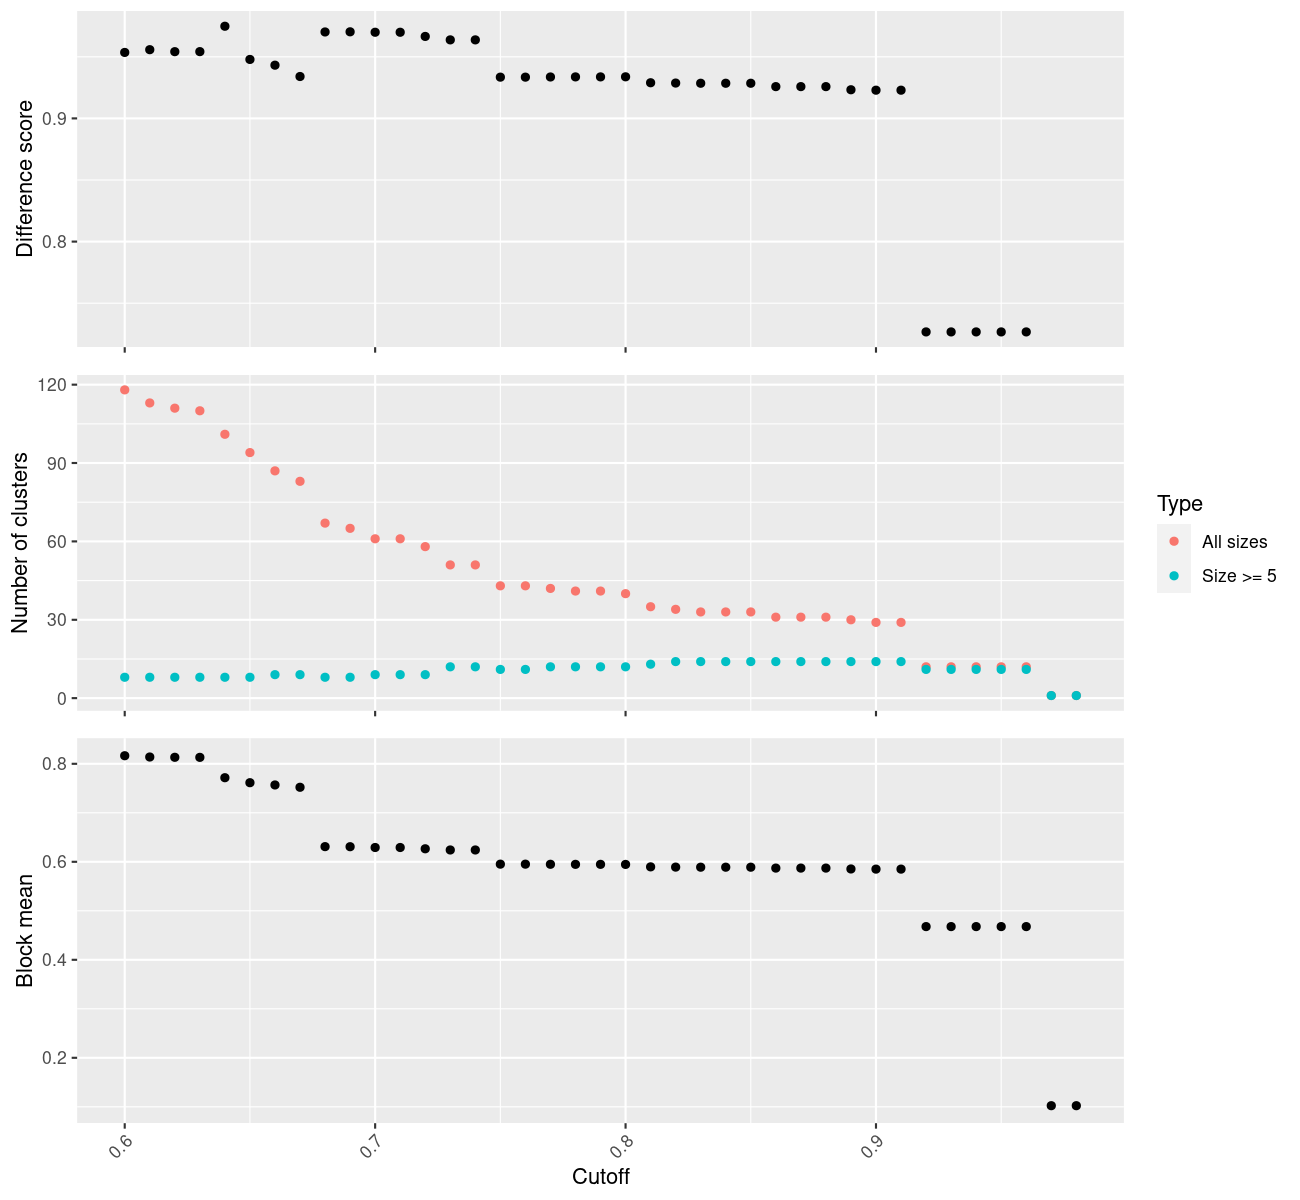 Difference score
0.9
0.8
Number of clusters
120
90
60
30
0
Type
All sizes
Size >= 5
Block mean
0.8
0.6
0.4
0.2
0.6
0.7
0.8
0.9
Cutoff